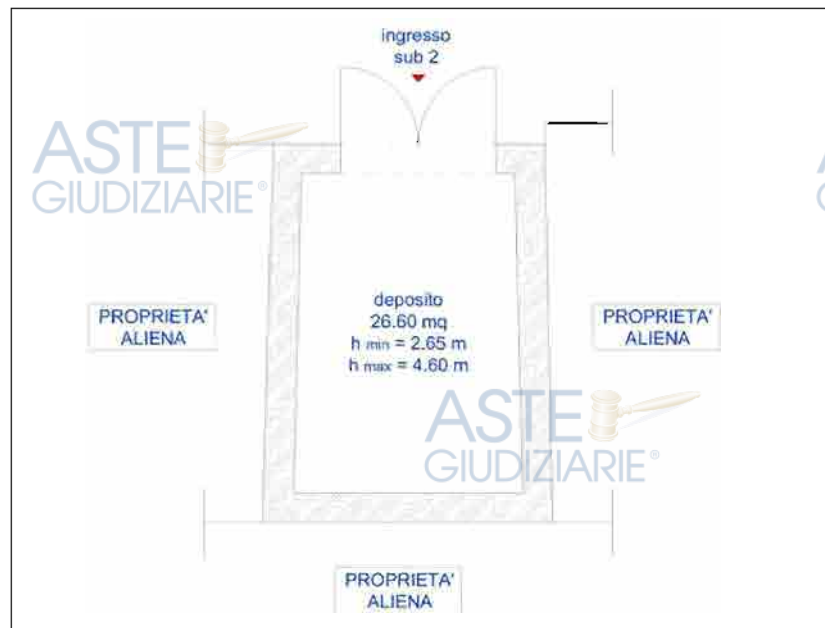 ingresso
sub 2
ASTE
GIUDIZIARIE®
deposito
26.60 mq
h min = 2.65 m
h max = 4.60 m
PROPRIETA'
ALIENA
PROPRIETA'
ALIENA
ASTE
GIUDIZIARIE®
PROPRIETA'
ALIENA